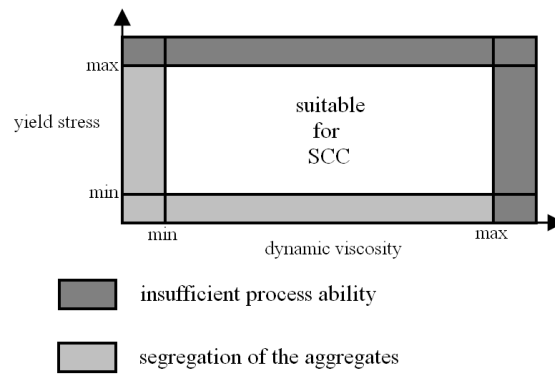 max
yield stress
suitable
for
SCC
min
min
max
dynamic viscosity
insufficient process ability
segregation of the aggregates